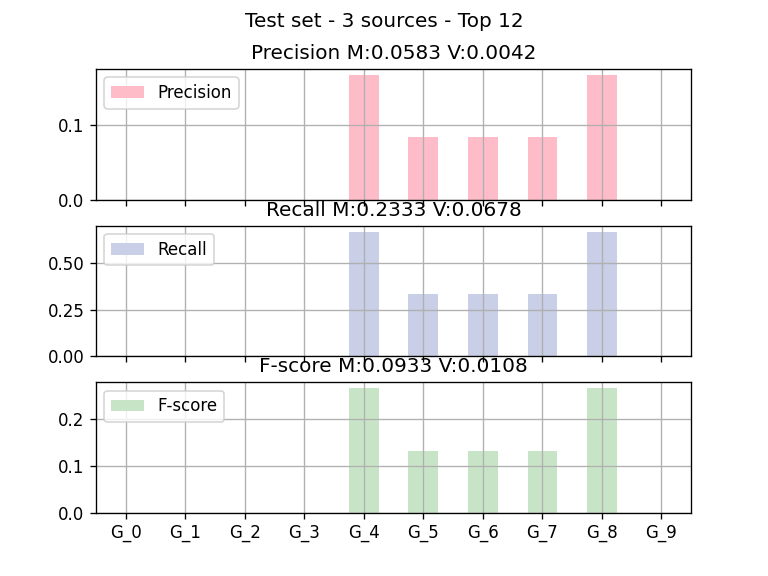 Test set - 3 sources - Top 12
Precision M:0.0583 V:0.0042
Precision
0.1
0.0
Recall M:0.2333 V:0.0678
Recall
0.50
0.25
0.00
F-score M:0.0933 V:0.0108
F-score
0.2
0.1
0.0
G_0 G_1 G_2 G_3 G_4 G_5 G_6 G_7 G_8 G_9